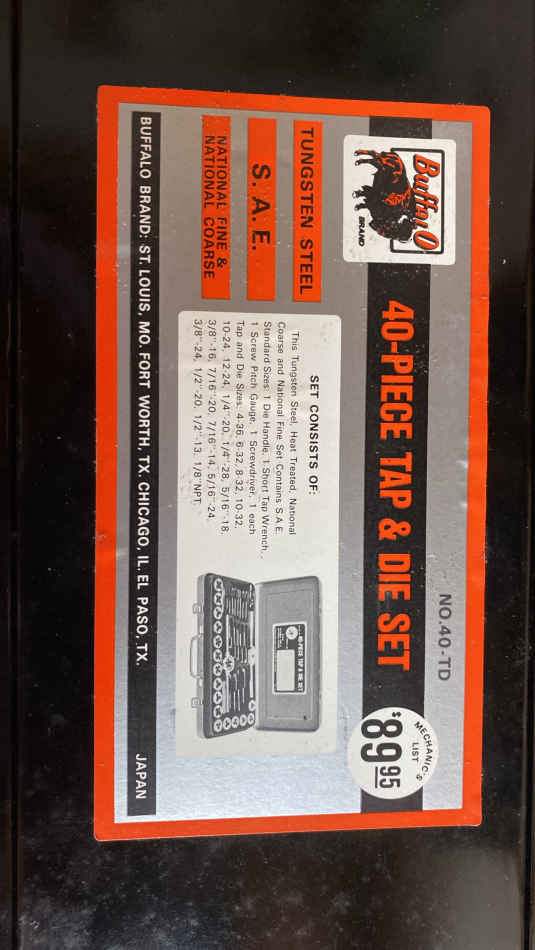 NO.40-TD
Buffalo
BRAND
40-PIECE TAP & DIE SET
MECHANIC'S
LIST
$89.95
TUNGSTEN STEEL
S. A. E.
NATIONAL FINE &
NATIONAL COARSE
SET CONSISTS OF:
This Tungsten Steel, Heat Treated, National
Coarse and National Fine Set Contains S.A.E.
Standard Sizes: 1 Die Handle, 1 Short Tap Wrench,
1 Screw Pitch Gauge, 1 Screwdriver, 1 each
Tap and Die Sizes: 4-36, 6-32, 8-32, 10-32,
10-24, 12-24, 1/4"-20, 1/4"-28, 5/16"-18,
3/8"-16, 7/16"-20, 7/16"-14, 5/16"-24,
3/8"-24, 1/2"-20, 1/2"-13, 1/8"NPT.
40-PIECE TAP & DIE SET
BUFFALO BRAND: ST. LOUIS, MO. FORT WORTH, TX. CHICAGO, IL. EL PASO, TX.
JAPAN